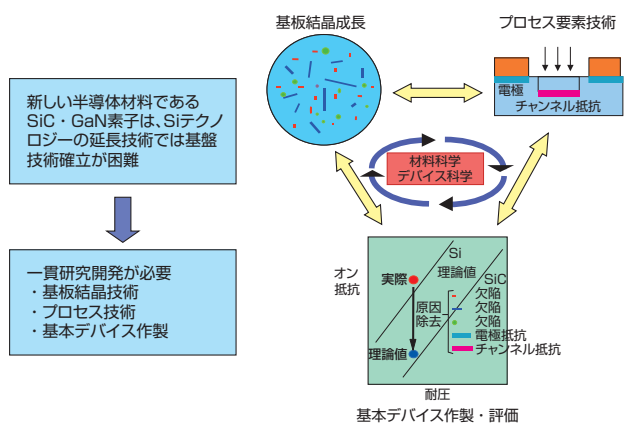 基板結晶成長
プロセス要素技術
電極
チャンネル抵抗
新しい半導体材料である
SiC・GaN素子は、Siテクノ
ロジーの延長技術では基盤
技術確立が困難
材料科学
デバイス科学
一貫研究開発が必要
・基板結晶技術
・プロセス技術
・基本デバイス作製
オン
抵抗
Si
理論値
SiC
実際
原因
除去
欠陥
欠陥
欠陥
電極抵抗
チャンネル抵抗
理論値
耐圧
基本デバイス作製・評価